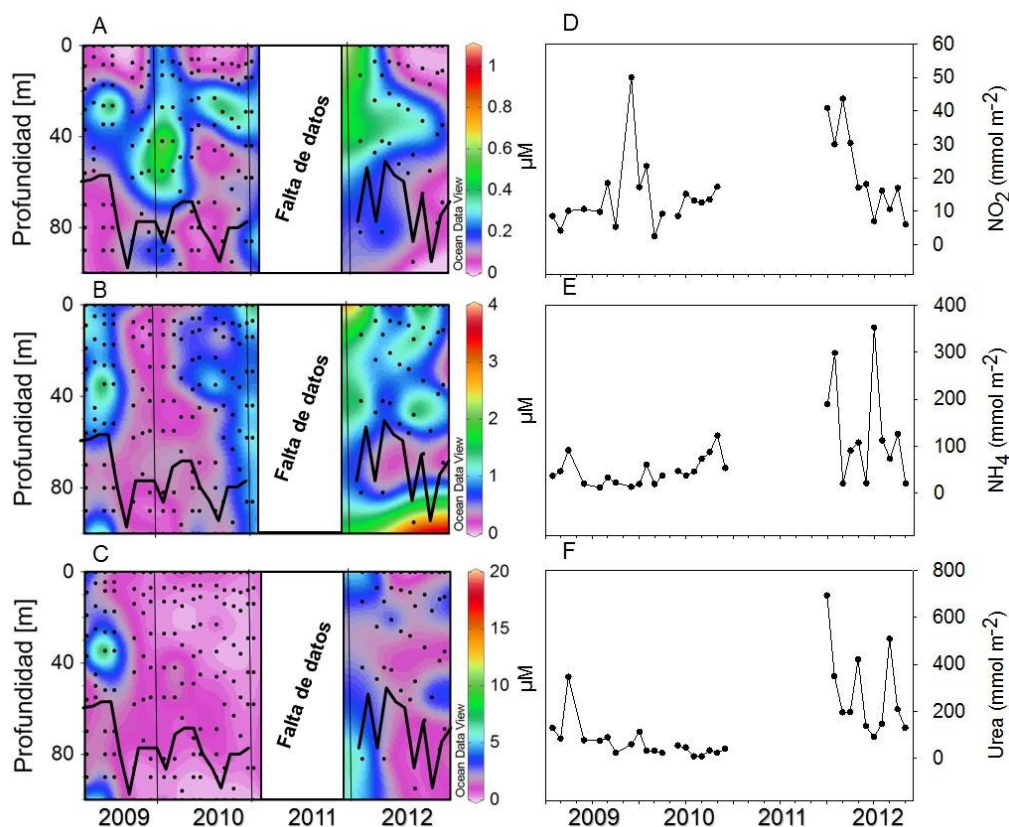 A
Profundidad [m]
0
40
80
Falta de datos
Ocean Data View
1
0.8
0.6
0.4
0.2
0
µM
D
60
50
40
30
20
10
0
NO2 (mmol m−2)
B
Profundidad [m]
0
40
80
Falta de datos
Ocean Data View
4
3
2
1
0
µM
E
400
300
200
100
0
NH4 (mmol m−2)
C
Profundidad [m]
0
40
80
Falta de datos
Ocean Data View
20
15
10
5
0
F
800
600
400
200
0
Urea (mmol m−2)
2009 2010 2011 2012
2009 2010 2011 2012